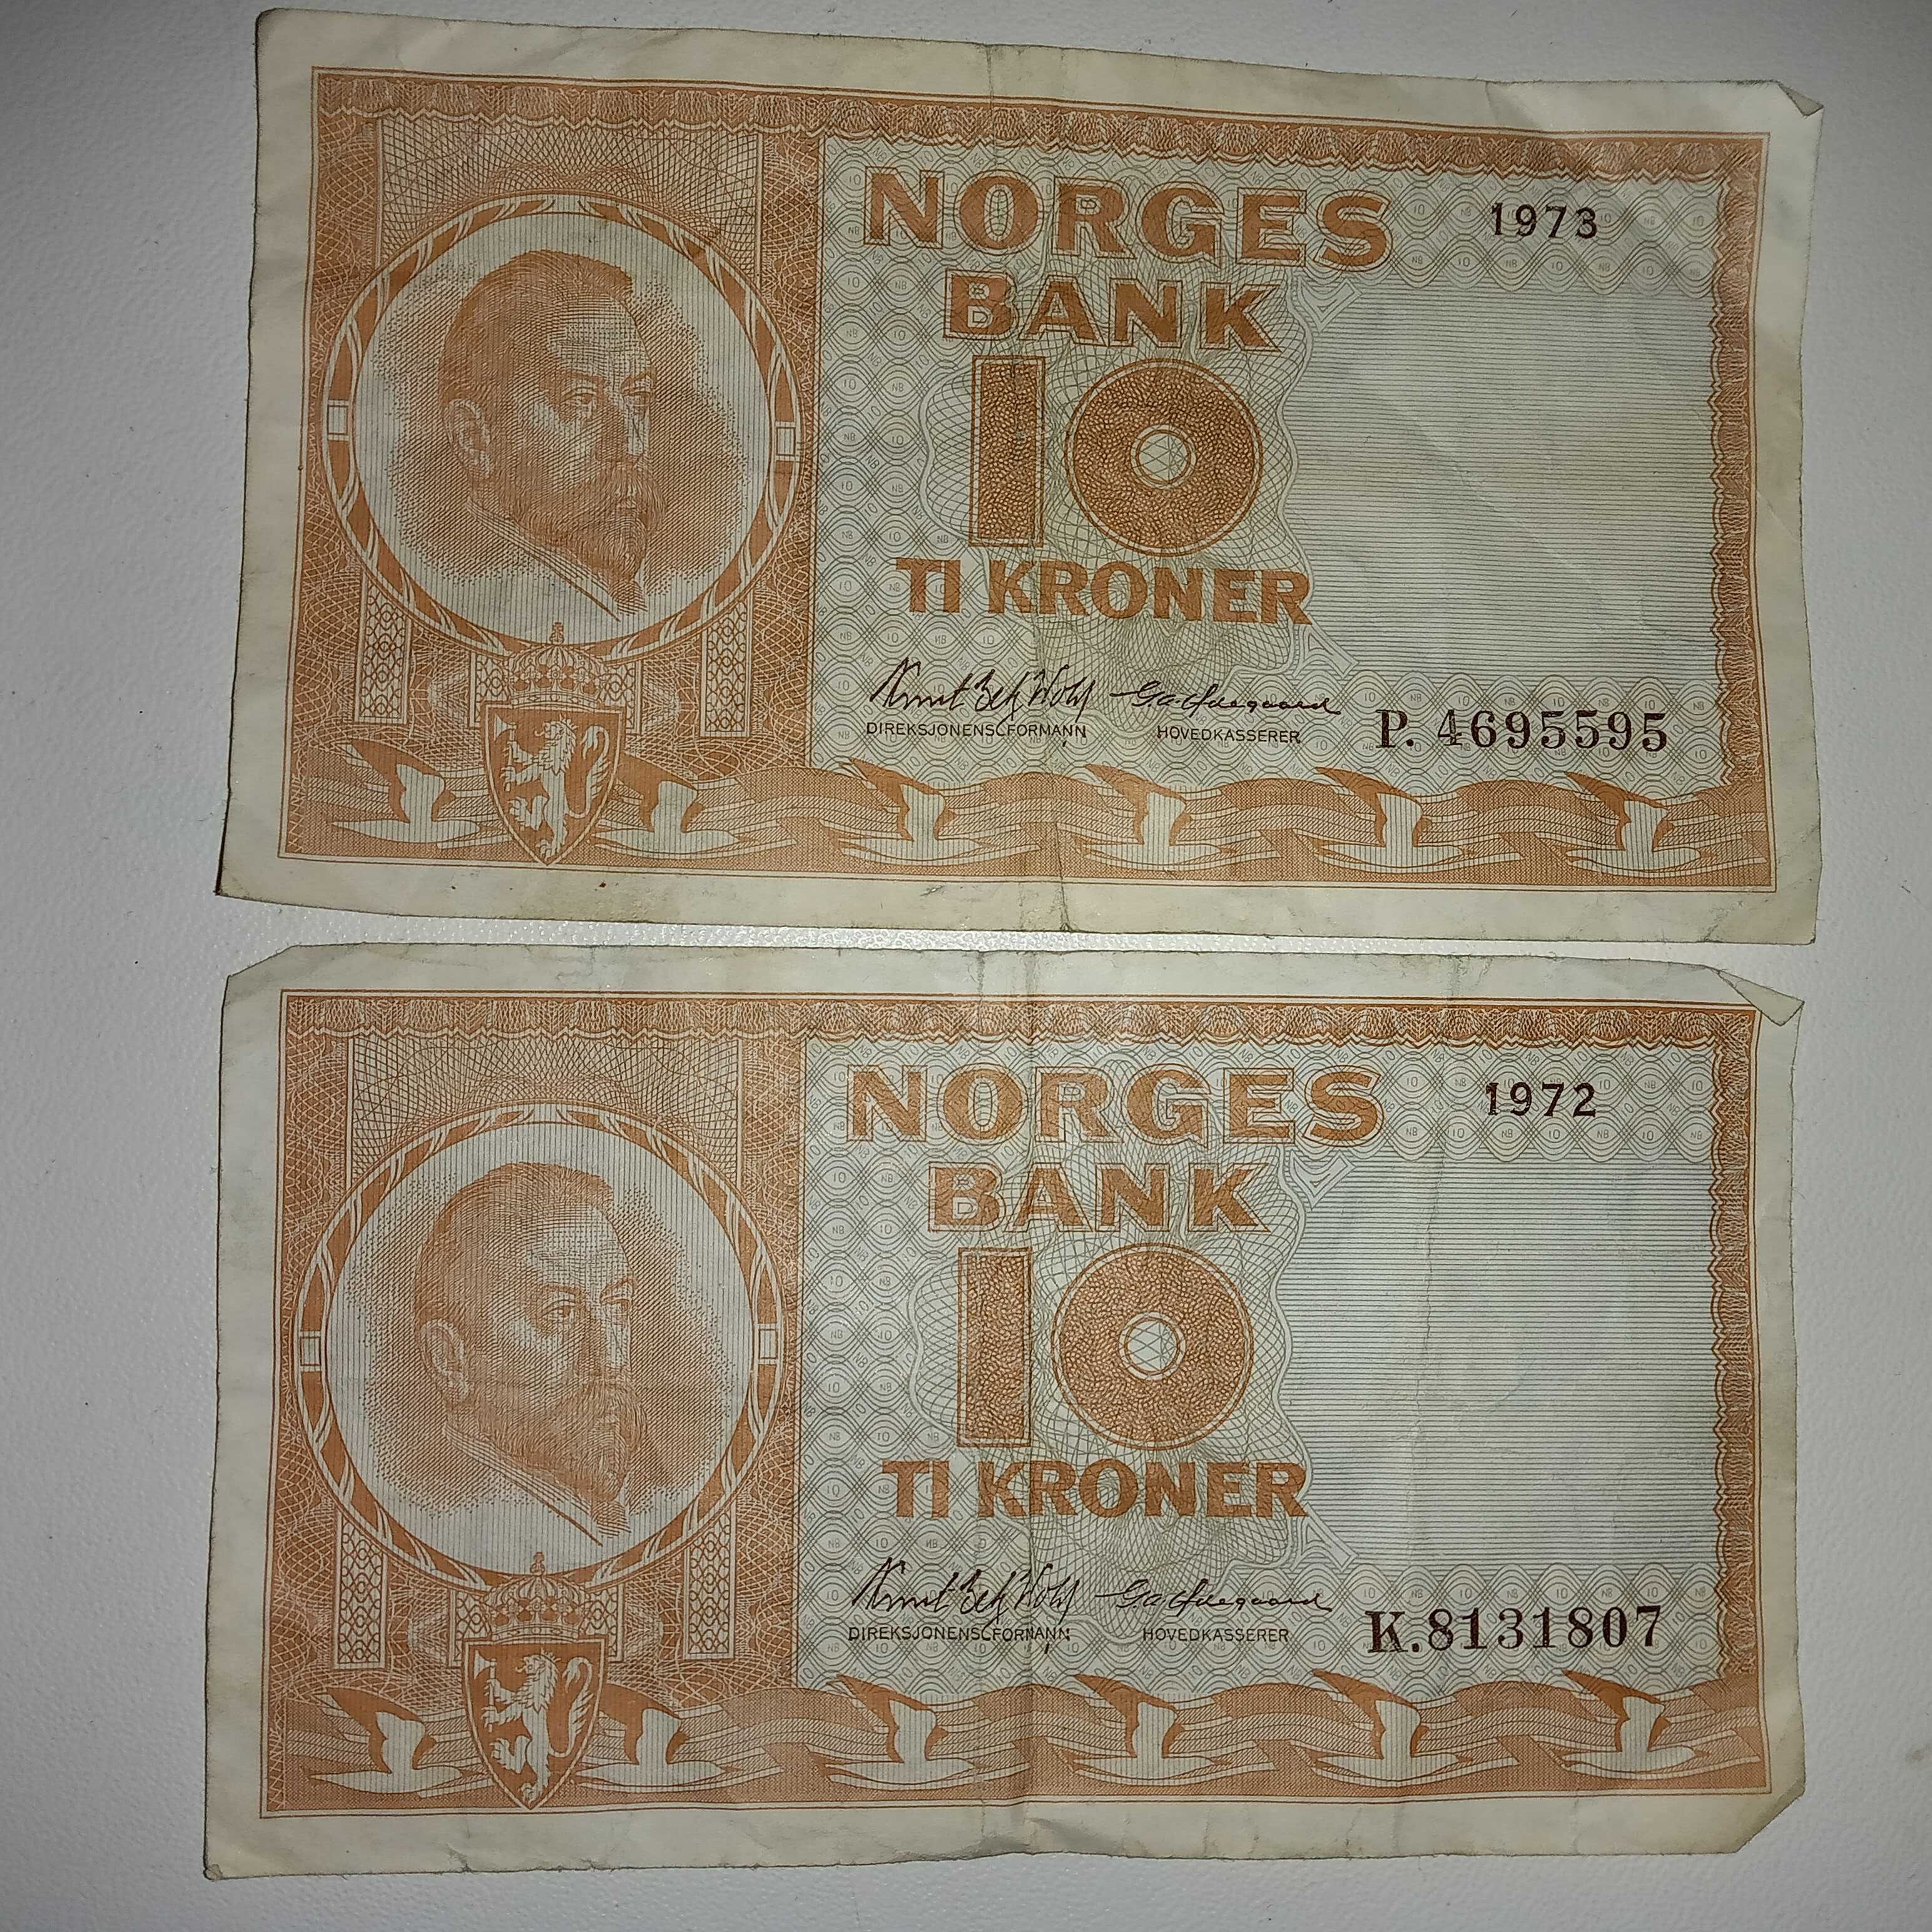 NORGES
1973
BANK
10
TI KRONER
DIREKSJONENS FORMANN
HOVEDKASSERER
P. 4695595
NORGES
1972
BANK
10
TI KRONER
DIREKSJONENS FORMANN
HOVEDKASSERER
K.8131807